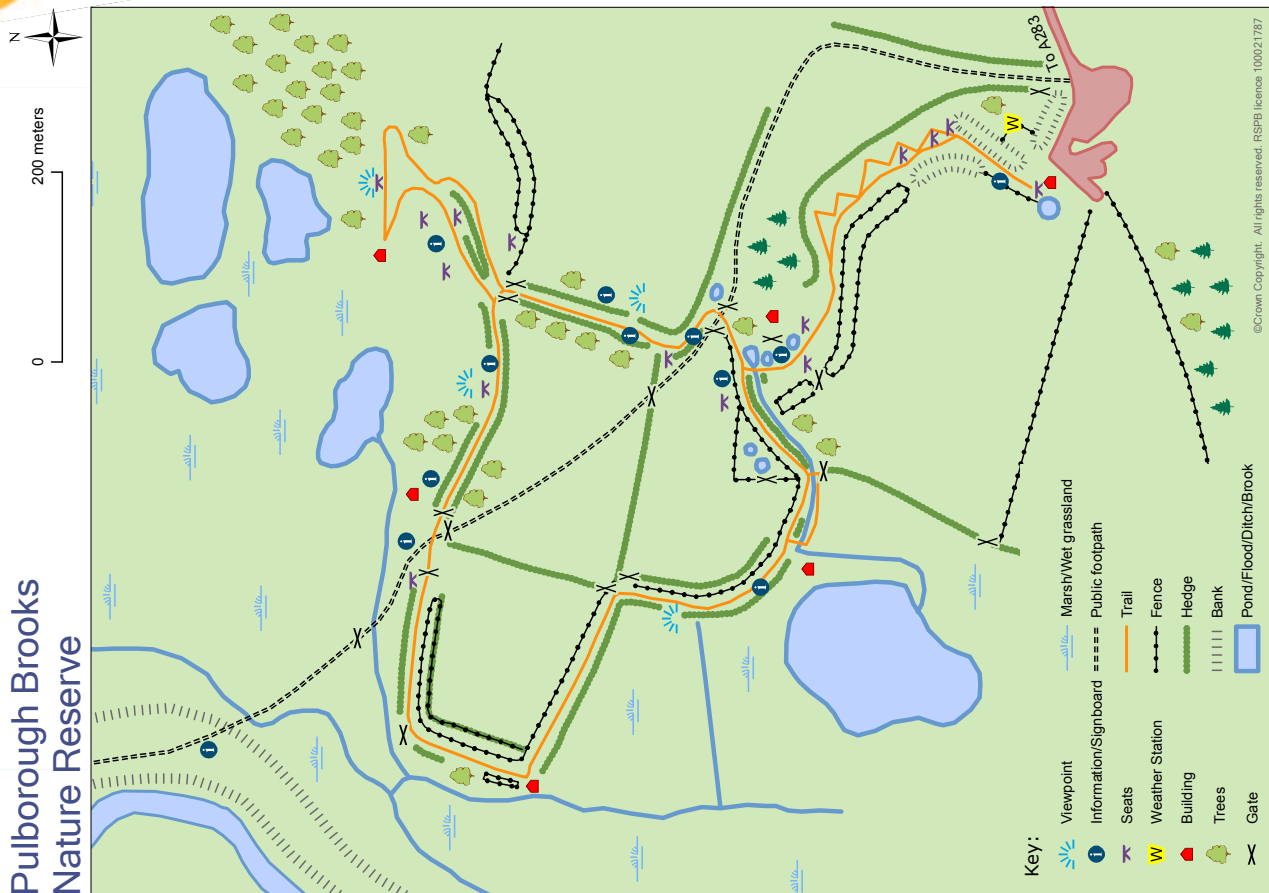 Pulborough Brooks
Nature Reserve
0 200 meters
N
To A283
W
Key:
Viewpoint
Information/Signboard
Seats
Weather Station
Building
Trees
Gate
Marsh/Wet grassland
Public footpath
Trail
Fence
Hedge
Bank
Pond/Flood/Ditch/Brook
©Crown Copyright. All rights reserved. RSPB licence 100021787